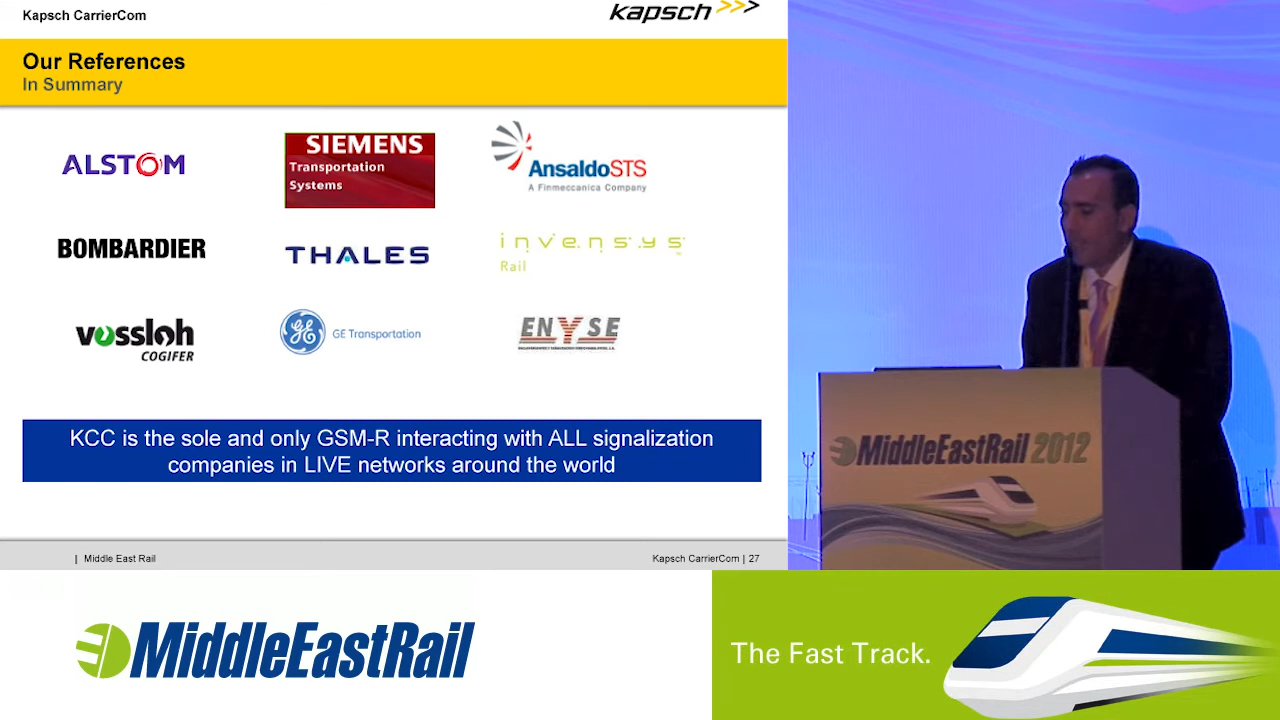 Kapsch CarrierCom
kapsch >>>
Our References
In Summary
ALSTOM
SIEMENS
Transportation
Systems
AnsaldoSTS
A Finmeccanica Company
BOMBARDIER
THALES
invensys
Rail
vossloh
COGIFER
GE Transportation
ENYSE
KCC is the sole and only GSM-R interacting with ALL signalization
companies in LIVE networks around the world
| Middle East Rail
Kapsch CarrierCom | 27
MiddleEastRail 2012
MiddleEastRail
The Fast Track.